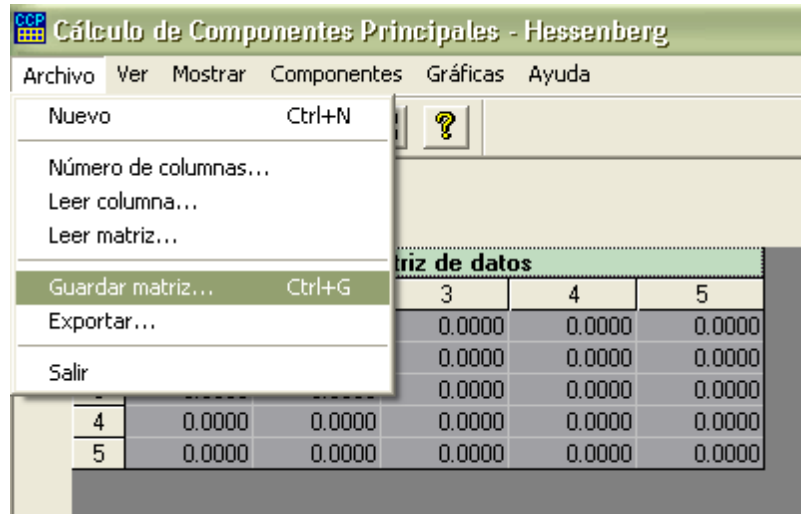 CCP Cálculo de Componentes Principales - Hessenberg
Archivo Ver Mostrar Componentes Gráficas Ayuda
Nuevo Ctrl+N
?
Número de columnas...
Leer columna...
Leer matriz...
Guardar matriz... Ctrl+G
Exportar...
Salir
triz de datos
3 4 5
0.0000 0.0000 0.0000
0.0000 0.0000 0.0000
0.0000 0.0000 0.0000
4 0.0000 0.0000 0.0000 0.0000 0.0000
5 0.0000 0.0000 0.0000 0.0000 0.0000